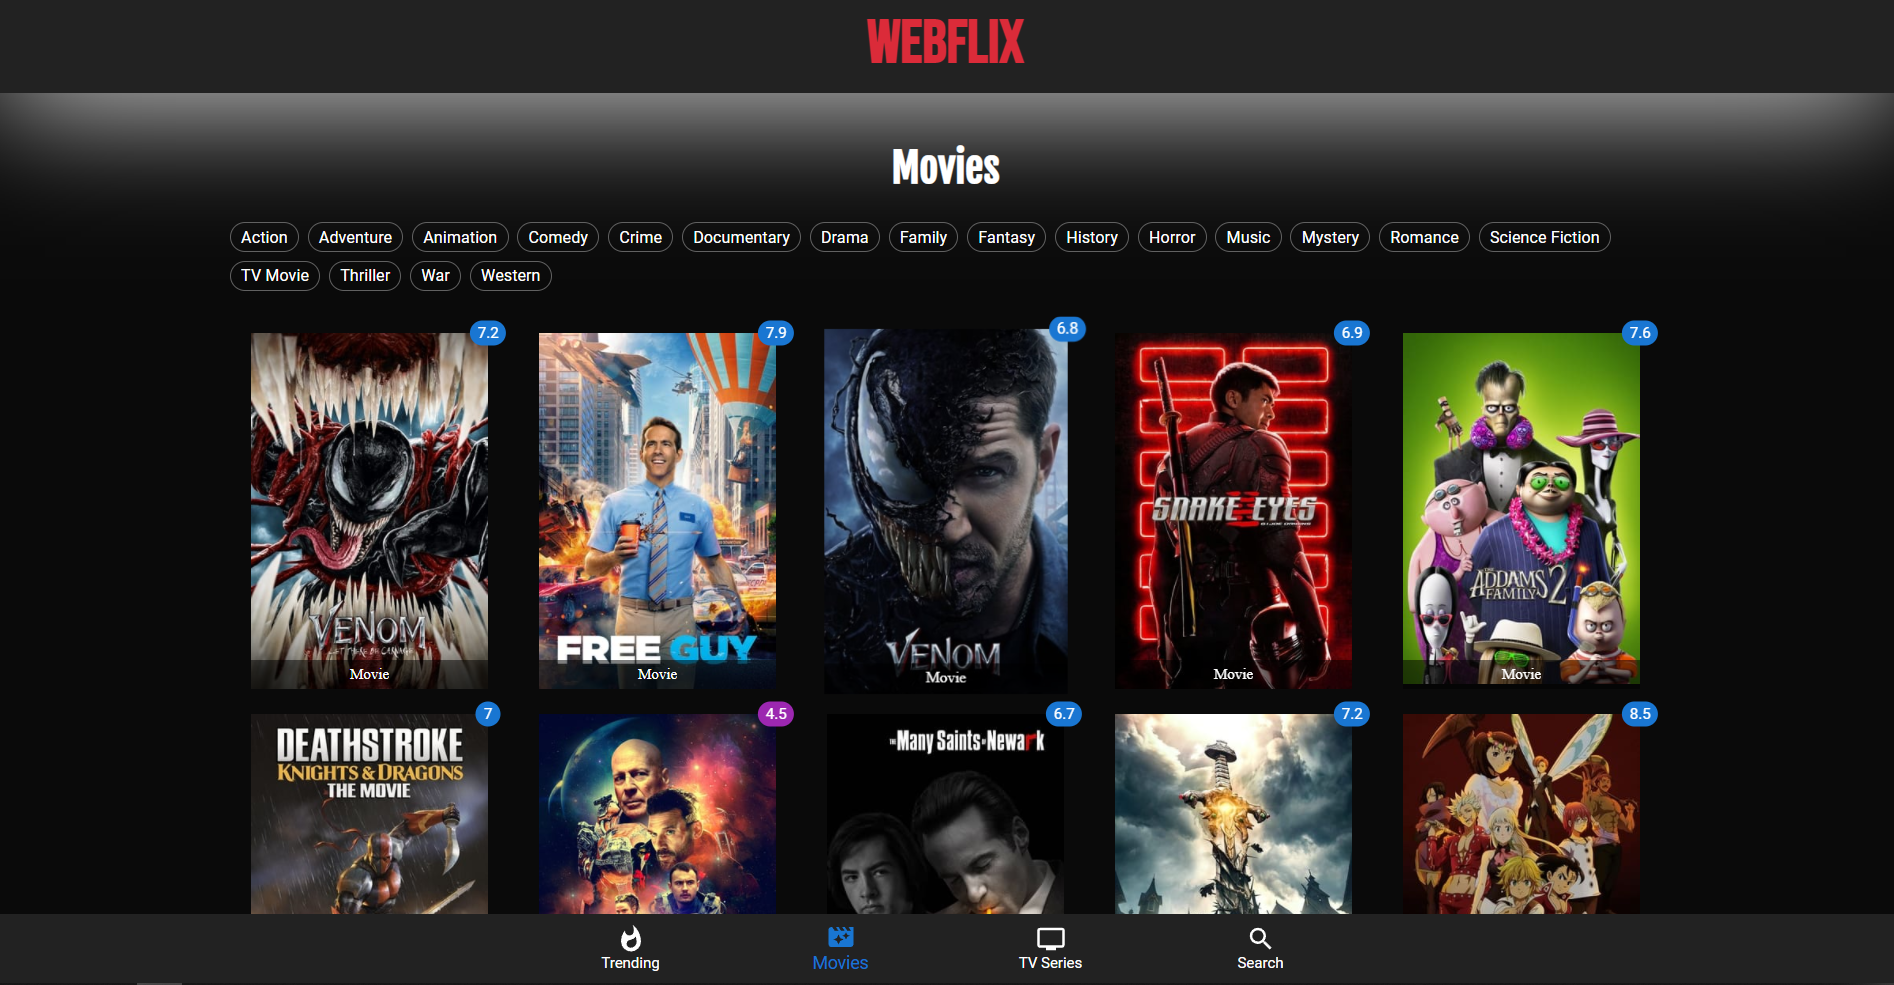 WEBFLIX
Movies
Action Adventure Animation Comedy Crime Documentary Drama Family Fantasy History Horror Music Mystery Romance Science Fiction
TV Movie Thriller War Western
7.2 7.9 6.8 6.9 7.6
VENOM
LET THERE BE CARNAGE
Movie
FREE GUY
Movie
VENOM
Movie
SNAKE EYES
G.I. JOE ORIGINS
Movie
THE ADDAMS FAMILY 2
Movie
7 4.5 6.7 7.2 8.5
DEATHSTROKE
KNIGHTS & DRAGONS
THE MOVIE
THE Many Saints OF Newark
Trending Movies TV Series Search